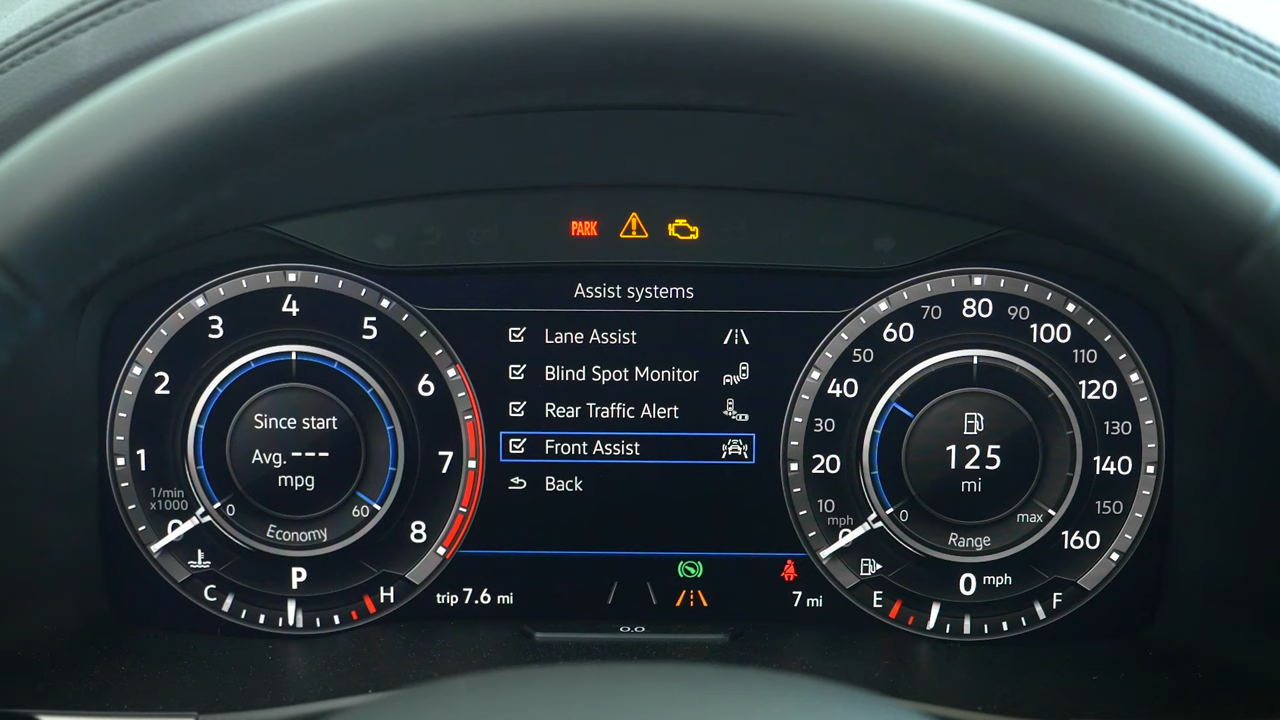 PARK
Assist systems
Lane Assist
Blind Spot Monitor
Rear Traffic Alert
Front Assist
Back
1
2
3
4
5
6
7
8
0
1/min
x1000
Since start
Avg. ---
mpg
0
60
Economy
P
C
H
trip 7.6 mi
7 mi
0.0
0
10
20
30
40
50
60
70
80
90
100
110
120
130
140
150
160
mph
125
mi
0
max
Range
0 mph
E
F